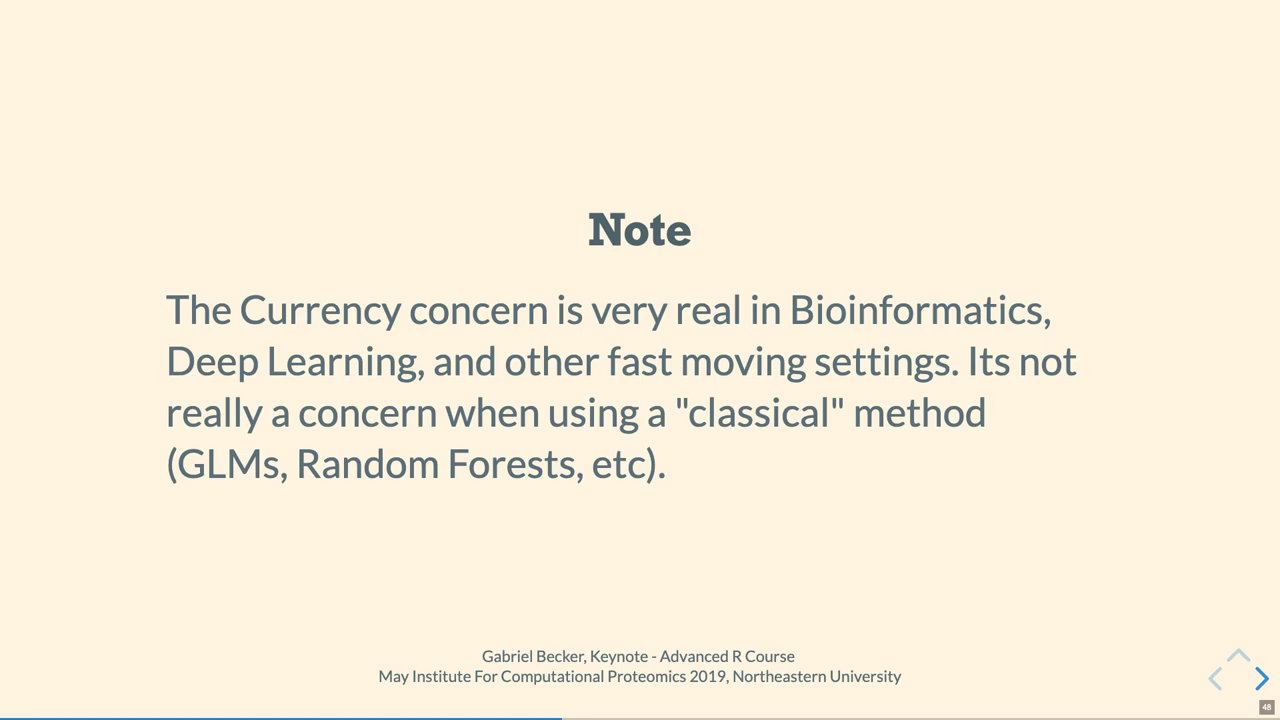 Note
The Currency concern is very real in Bioinformatics,
Deep Learning, and other fast moving settings. Its not
really a concern when using a "classical" method
(GLMs, Random Forests, etc).
Gabriel Becker, Keynote - Advanced R Course
May Institute For Computational Proteomics 2019, Northeastern University
48